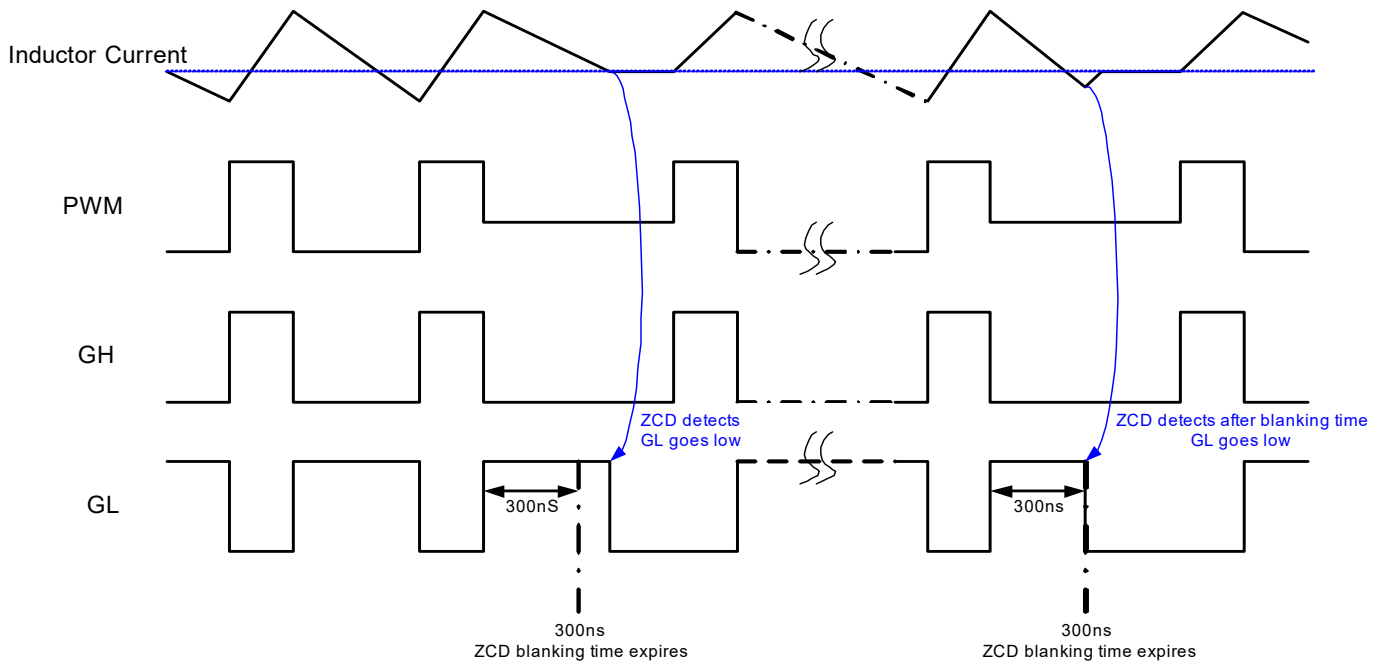 Inductor Current
PWM
GH
ZCD detects
GL goes low
ZCD detects after blanking time
GL goes low
GL
300nS
300ns
300ns
ZCD blanking time expires
300ns
ZCD blanking time expires